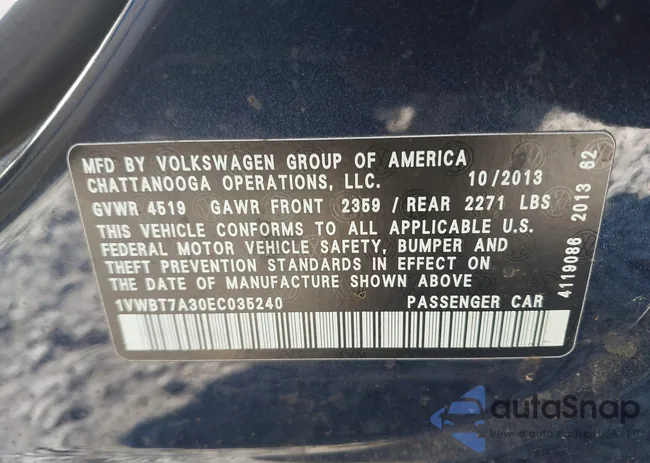 MFD BY VOLKSWAGEN GROUP OF AMERICA
CHATTANOOGA OPERATIONS, LLC. 10/2013
GVWR 4519 GAWR FRONT 2359 / REAR 2271 LBS
THIS VEHICLE CONFORMS TO ALL APPLICABLE U.S.
FEDERAL MOTOR VEHICLE SAFETY, BUMPER AND
THEFT PREVENTION STANDARDS IN EFFECT ON
THE DATE OF MANUFACTURE SHOWN ABOVE
1VWBT7A30EC035240 PASSENGER CAR
4119086 2013 62
autaSnap